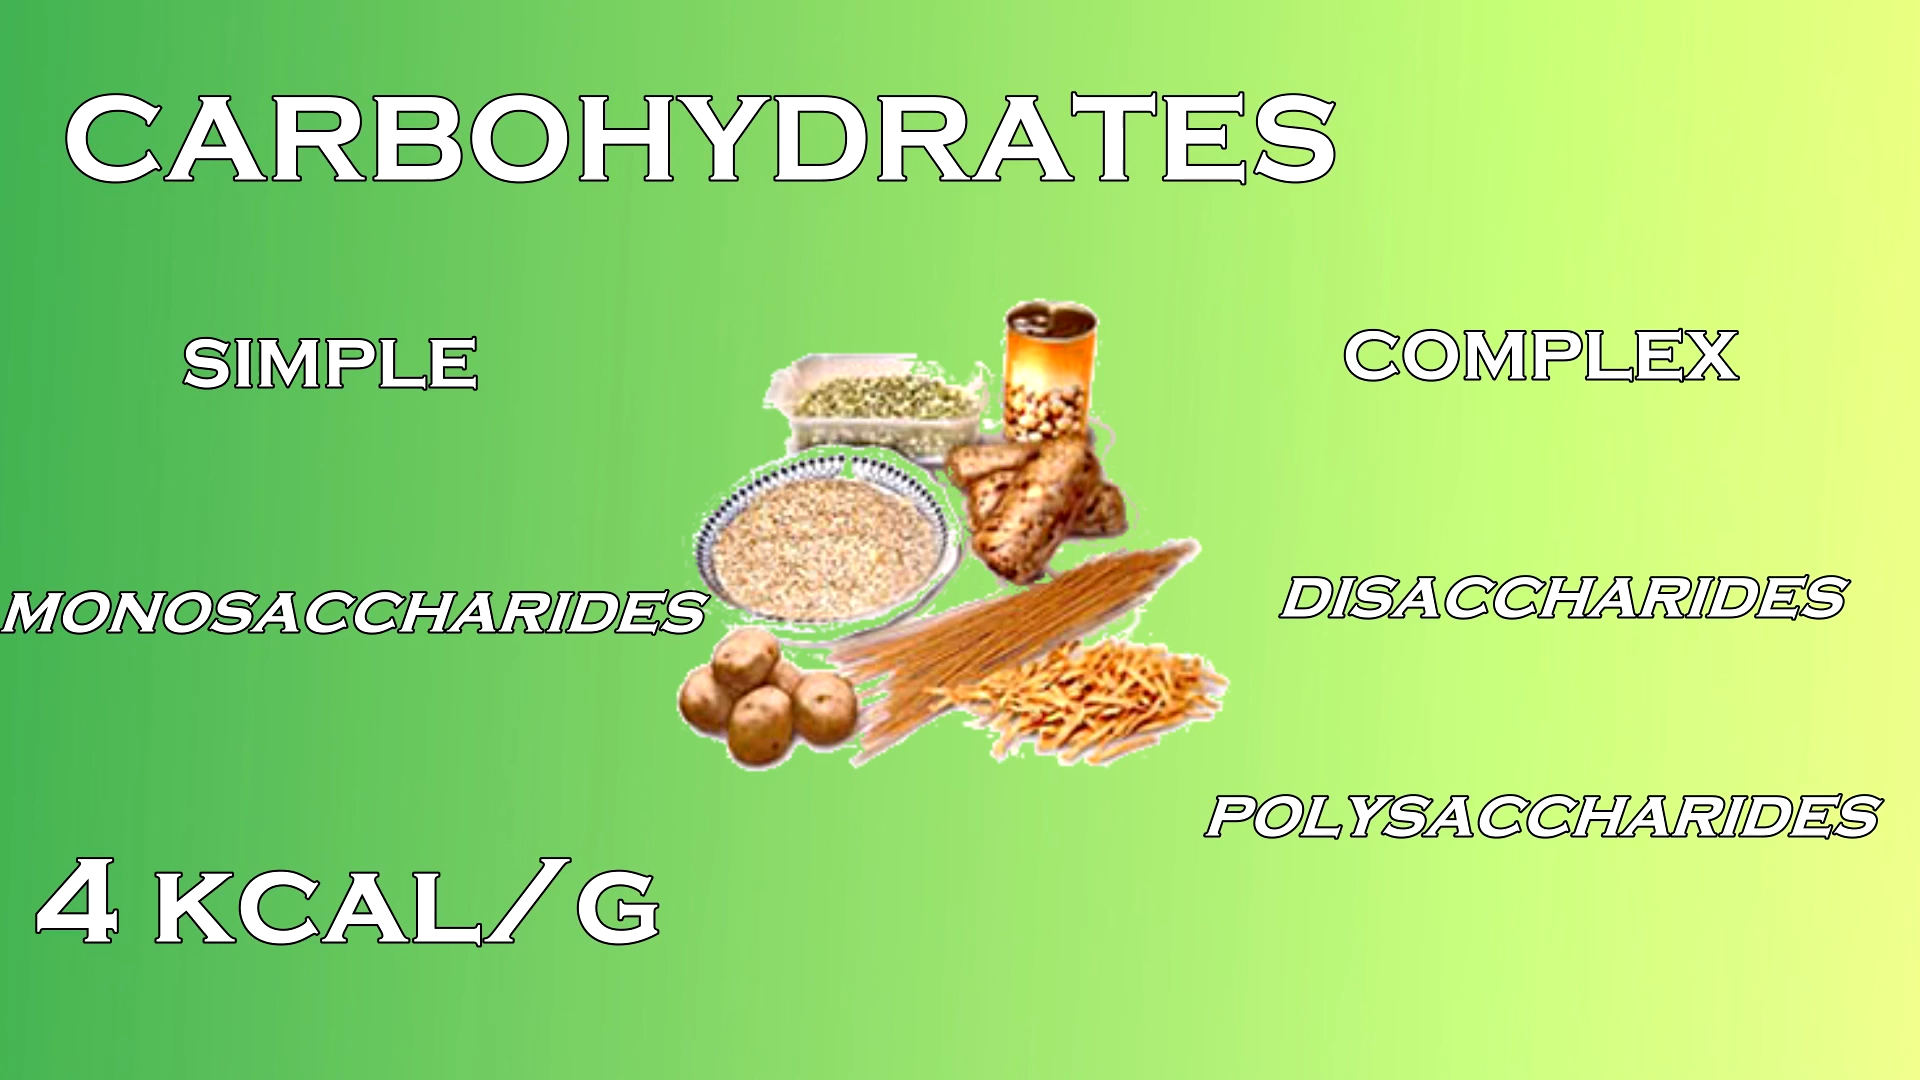 CARBOHYDRATES
SIMPLE
COMPLEX
MONOSACCHARIDES
DISACCHARIDES
POLYSACCHARIDES
4 KCAL/G